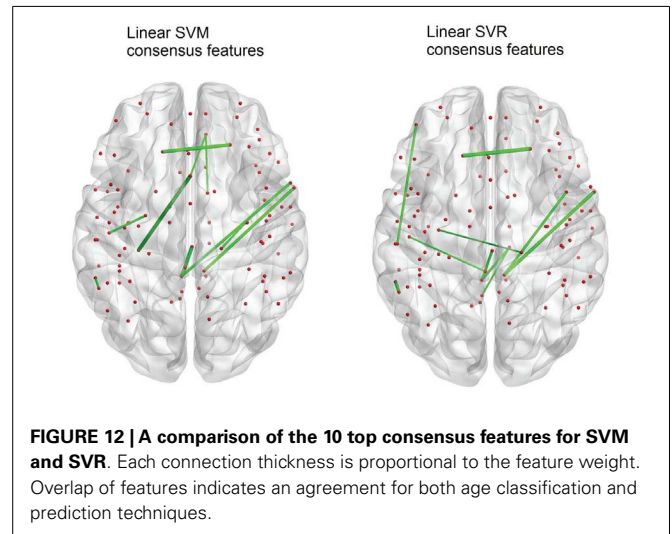 Linear SVM
consensus features
Linear SVR
consensus features
FIGURE 12 | A comparison of the 10 top consensus features for SVM
and SVR. Each connection thickness is proportional to the feature weight.
Overlap of features indicates an agreement for both age classification and
prediction techniques.